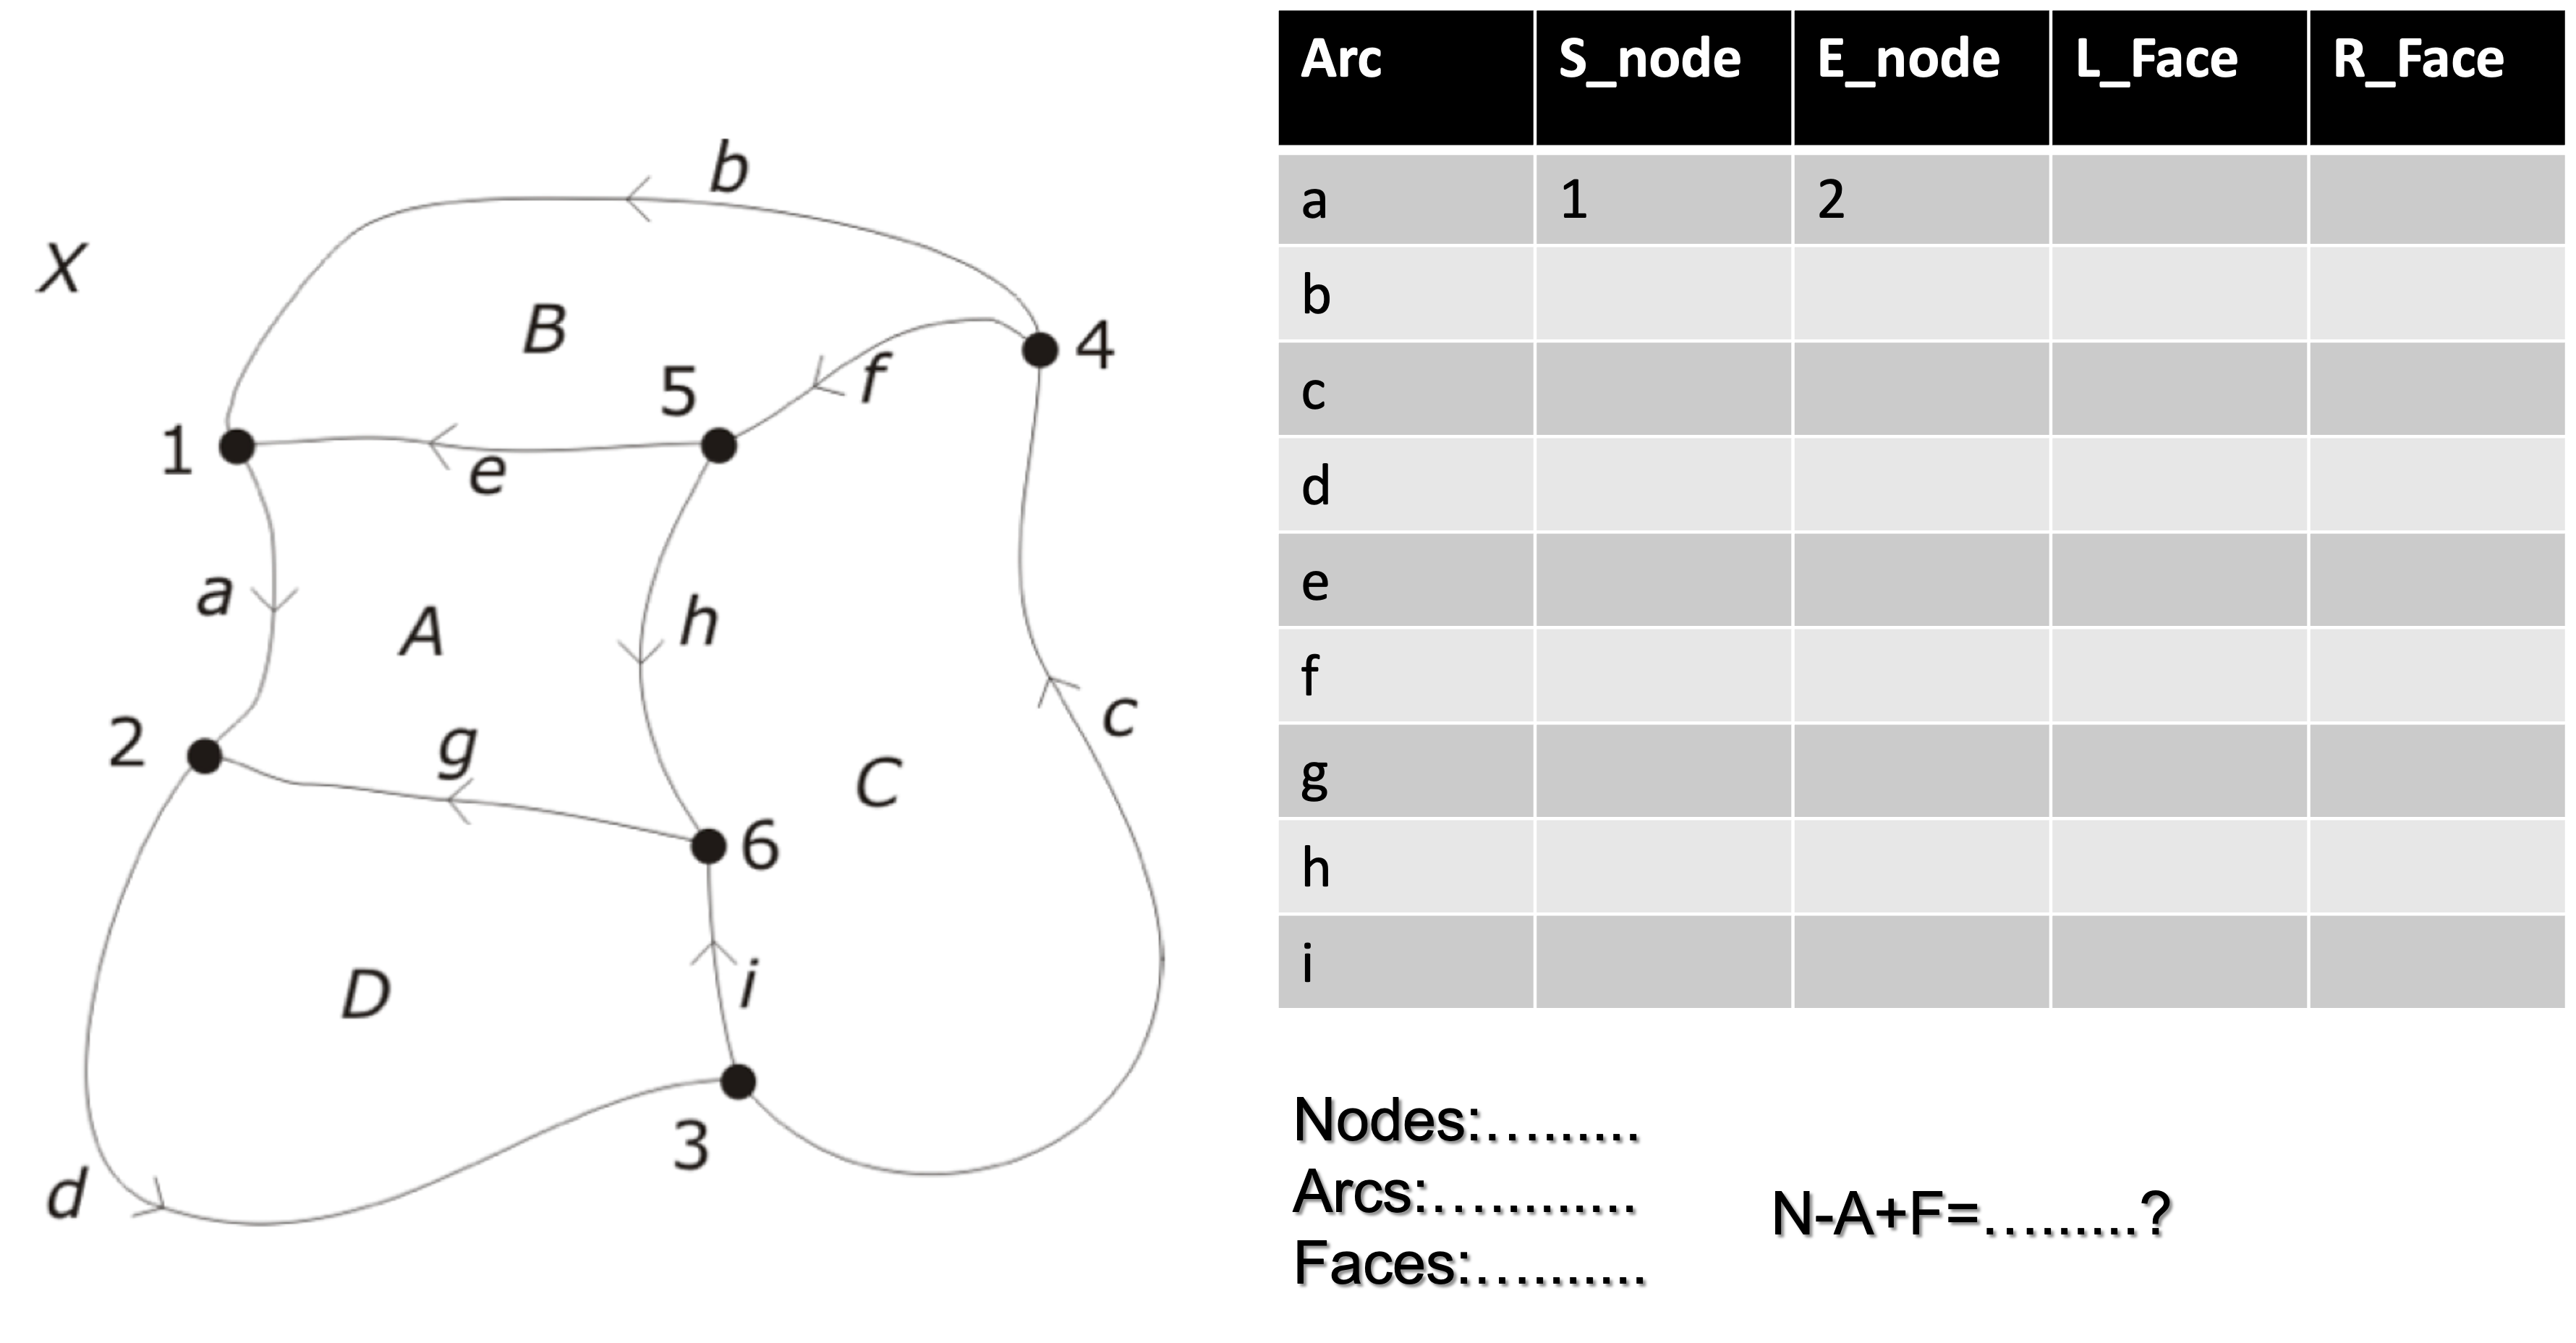 b
X
B
4
5
f
1
e
a
A
h
2
g
c
C
6
D
i
3
d
Arc S_node E_node L_Face R_Face
a 1 2
b
c
d
e
f
g
h
i
Nodes:..........
Arcs:.............
Faces:...........
N-A+F=..........?